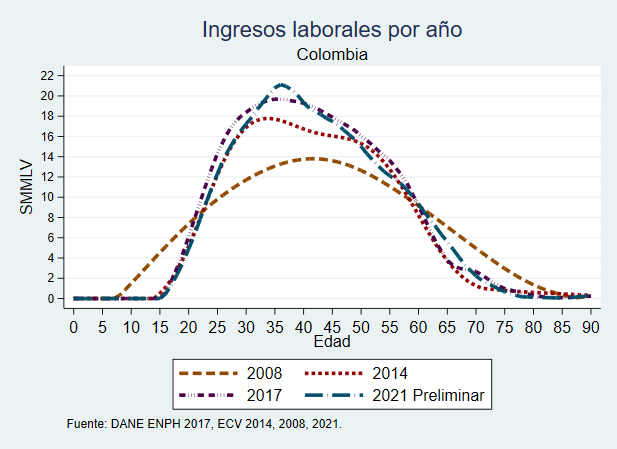 Ingresos laborales por año
Colombia
SMMLV
22
20
18
16
14
12
10
8
6
4
2
0
0 5 10 15 20 25 30 35 40 45 50 55 60 65 70 75 80 85 90
Edad
2008 2014
2017 2021 Preliminar
Fuente: DANE ENPH 2017, ECV 2014, 2008, 2021.